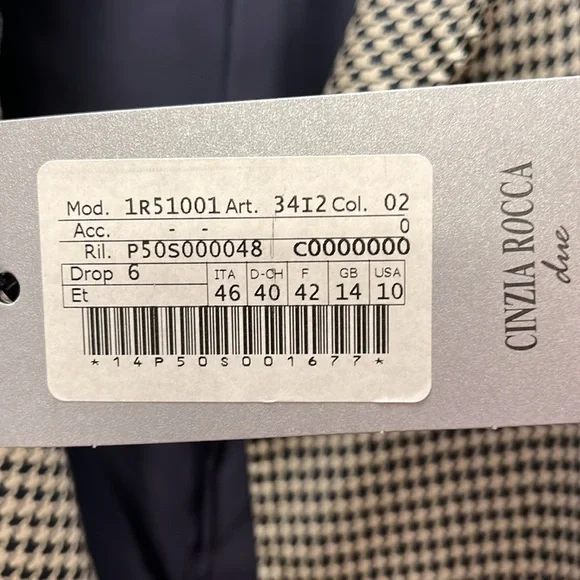 Mod. 1R51001 Art. 34I2 Col. 02
Acc. - - 0
Ril. P50S000048 C0000000
Drop 6 ITA D-CH F GB USA
Et 46 40 42 14 10
*14P50S001677*
CINZIA ROCCA
due